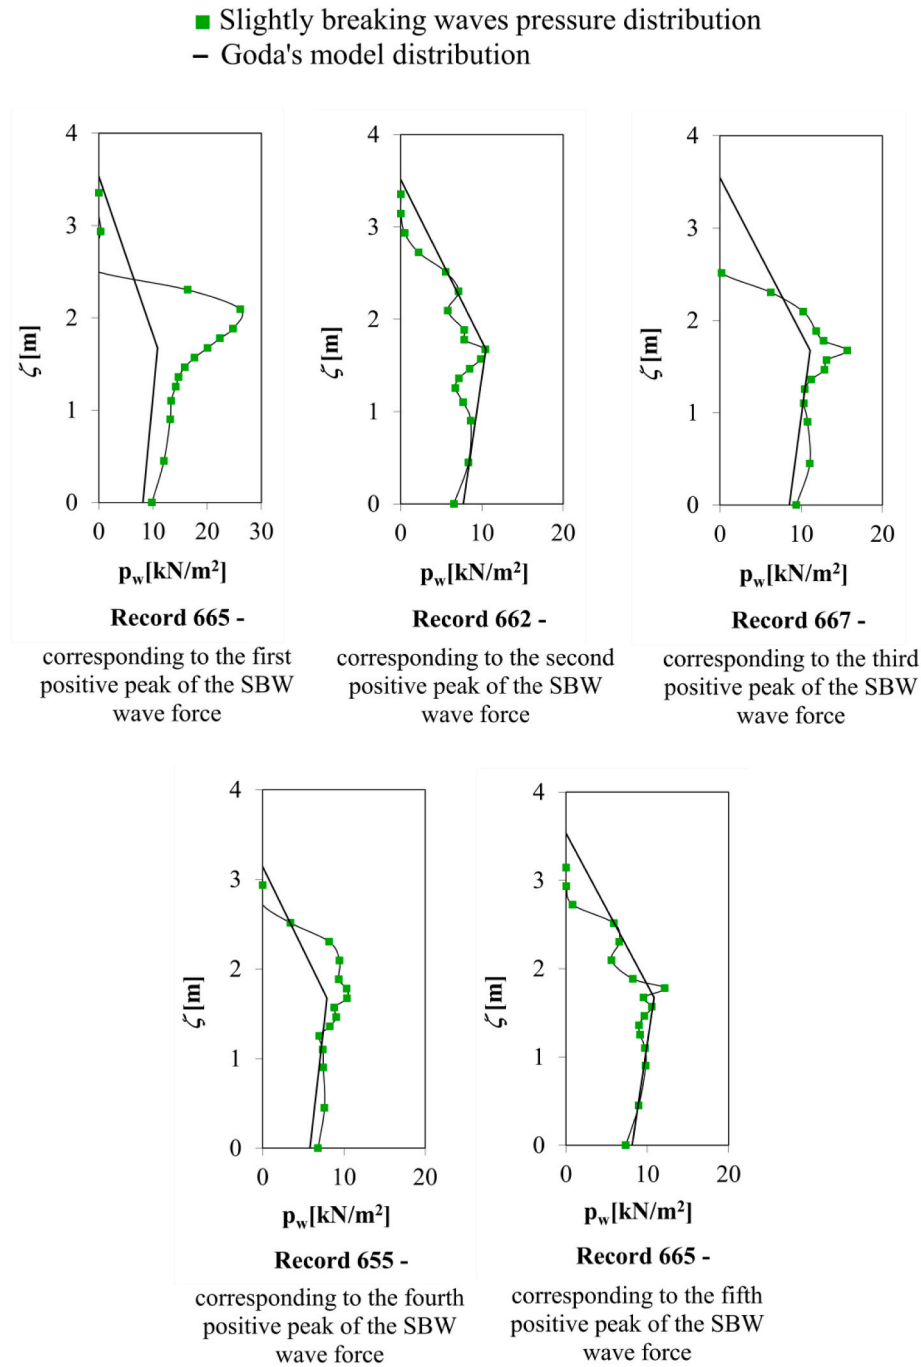 Slightly breaking waves pressure distribution
Goda's model distribution
4
3
2
1
0
ζ [m]
0 10 20 30
p_w[kN/m²]
Record 665 -
corresponding to the first
positive peak of the SBW
wave force
4
3
2
1
0
ζ [m]
0 10 20
p_w[kN/m²]
Record 662 -
corresponding to the second
positive peak of the SBW
wave force
4
3
2
1
0
ζ [m]
0 10 20
p_w[kN/m²]
Record 667 -
corresponding to the third
positive peak of the SBW
wave force
4
3
2
1
0
ζ [m]
0 10 20
p_w[kN/m²]
Record 655 -
corresponding to the fourth
positive peak of the SBW
wave force
4
3
2
1
0
ζ [m]
0 10 20
p_w[kN/m²]
Record 665 -
corresponding to the fifth
positive peak of the SBW
wave force